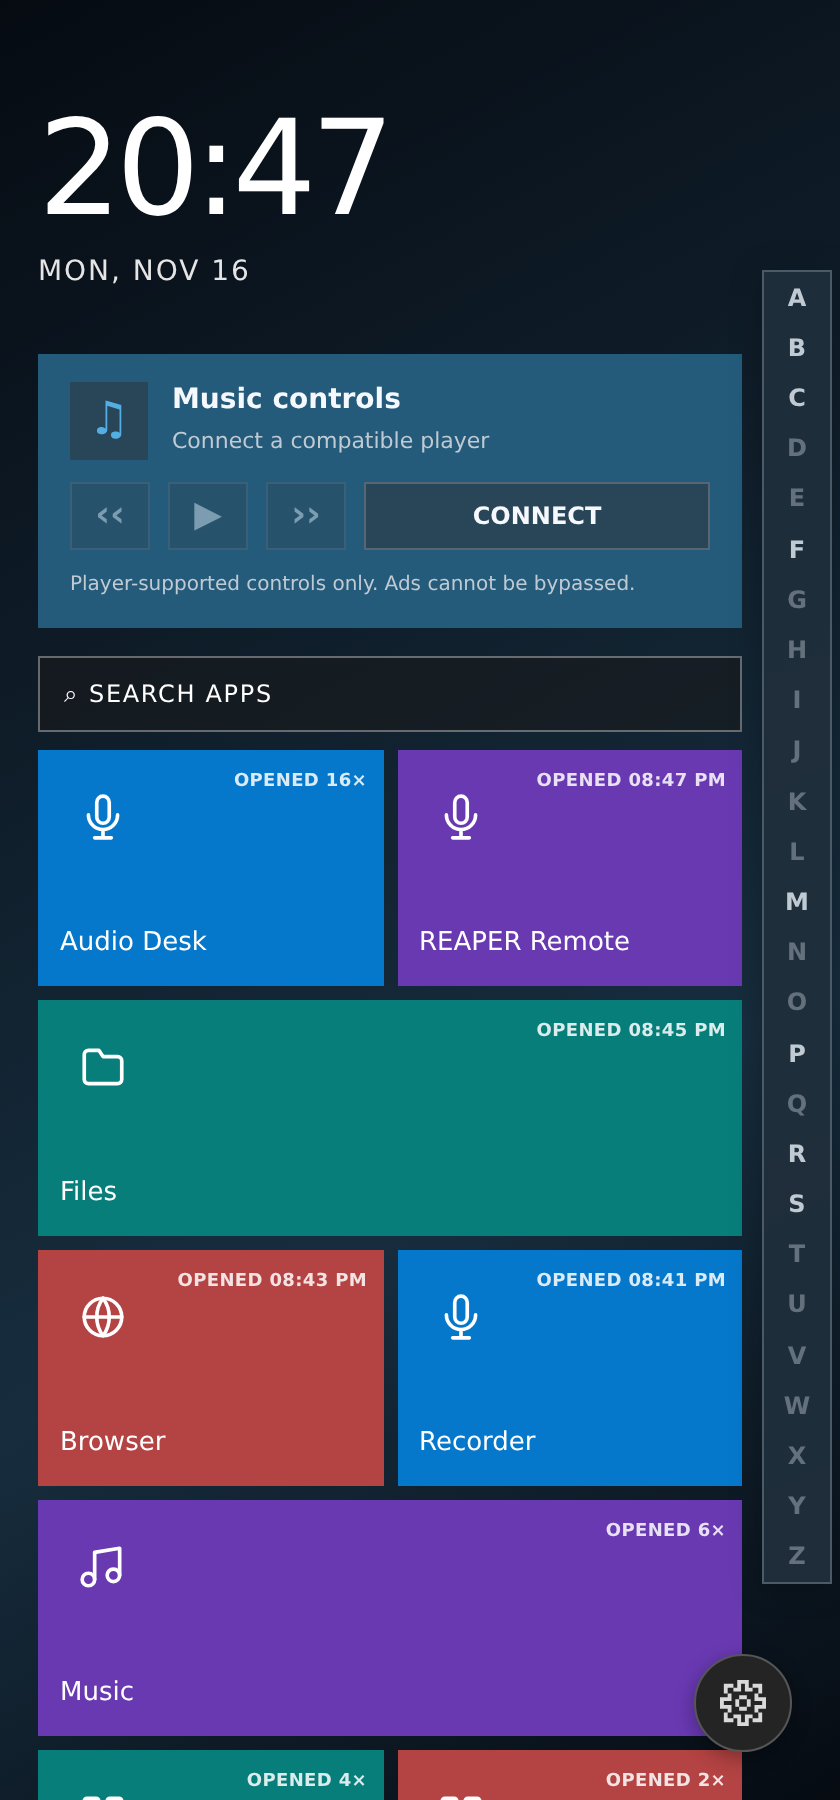 20:47
MON, NOV 16
Music controls
Connect a compatible player
CONNECT
Player-supported controls only. Ads cannot be bypassed.
SEARCH APPS
OPENED 16×
Audio Desk
OPENED 08:47 PM
REAPER Remote
OPENED 08:45 PM
Files
OPENED 08:43 PM
Browser
OPENED 08:41 PM
Recorder
OPENED 6×
Music
OPENED 4×
OPENED 2×
A
B
C
D
E
F
G
H
I
J
K
L
M
N
O
P
Q
R
S
T
U
V
W
X
Y
Z